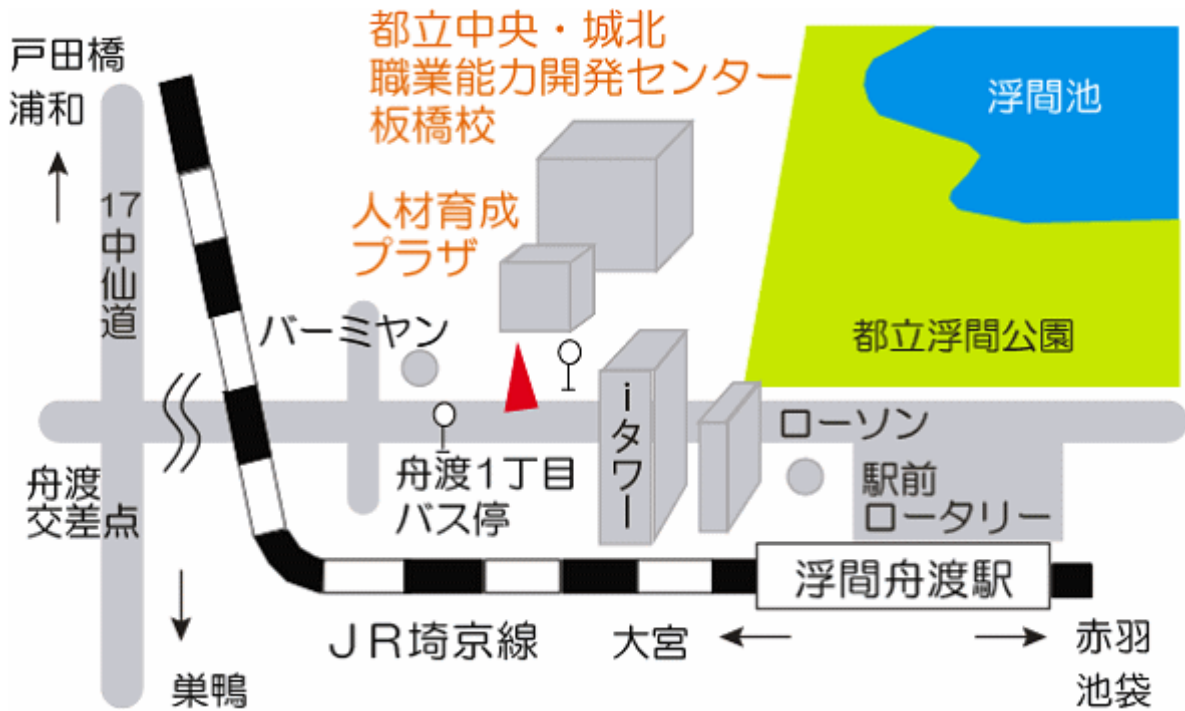 都立中央・城北
職業能力開発センター
板橋校
人材育成
プラザ
戸田橋
浦和
17
中仙道
浮間池
都立浮間公園
バーミヤン
iタワー
ローソン
舟渡
交差点
舟渡1丁目
バス停
駅前
ロータリー
浮間舟渡駅
JR埼京線
大宮
赤羽
池袋
巣鴨